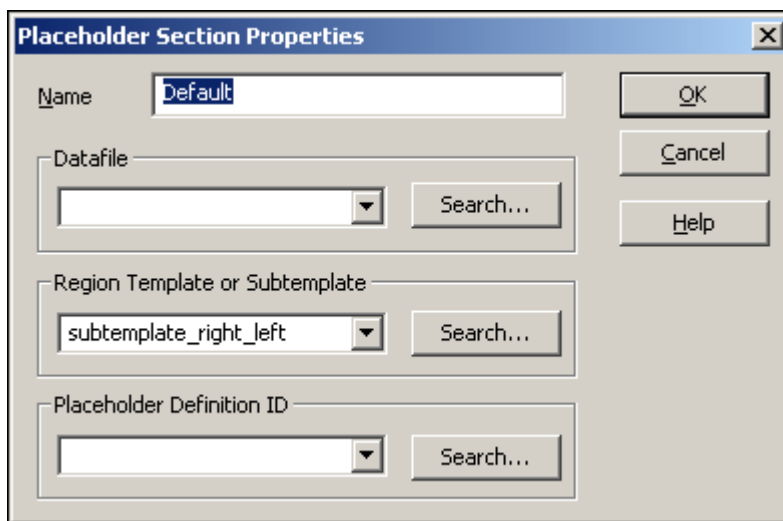 Placeholder Section Properties
Name Default OK
Cancel
Datafile
Search...
Help
Region Template or Subtemplate
subtemplate_right_left Search...
Placeholder Definition ID
Search...